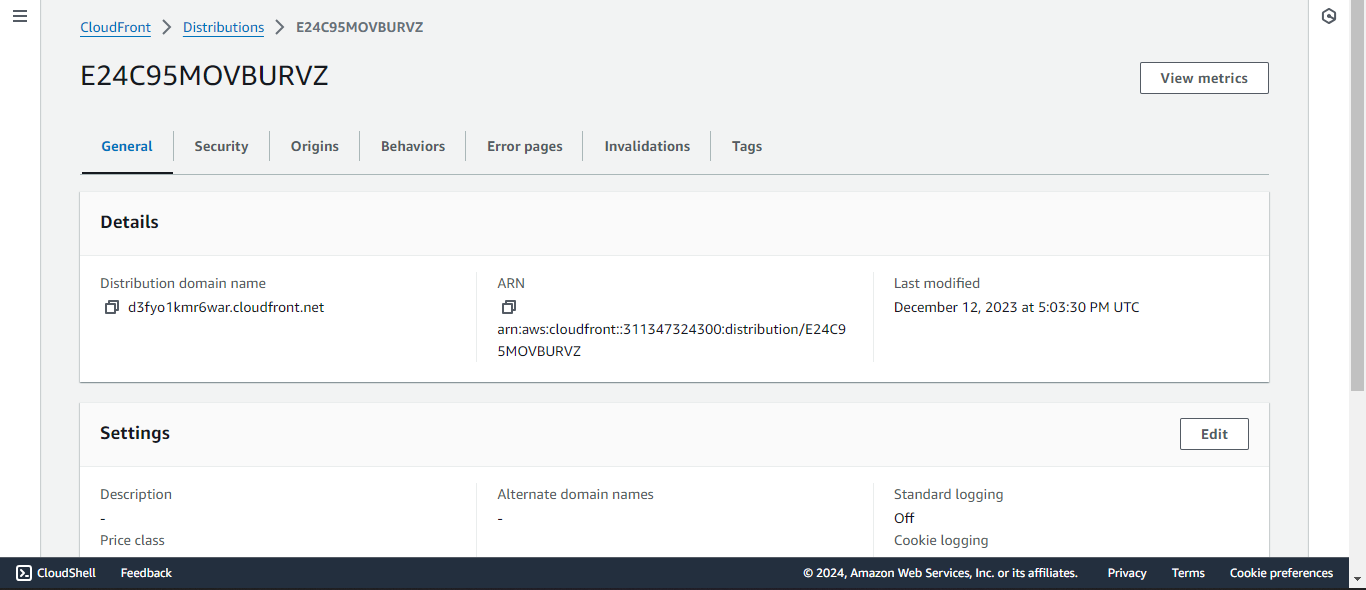 CloudFront > Distributions > E24C95MOVBURVZ
E24C95MOVBURVZ
View metrics
General
Security
Origins
Behaviors
Error pages
Invalidations
Tags
Details
Distribution domain name
d3fyo1kmr6war.cloudfront.net
ARN
arn:aws:cloudfront::311347324300:distribution/E24C9
5MOVBURVZ
Last modified
December 12, 2023 at 5:03:30 PM UTC
Settings
Edit
Description
-
Price class
Alternate domain names
-
Standard logging
Off
Cookie logging
CloudShell
Feedback
© 2024, Amazon Web Services, Inc. or its affiliates.
Privacy
Terms
Cookie preferences